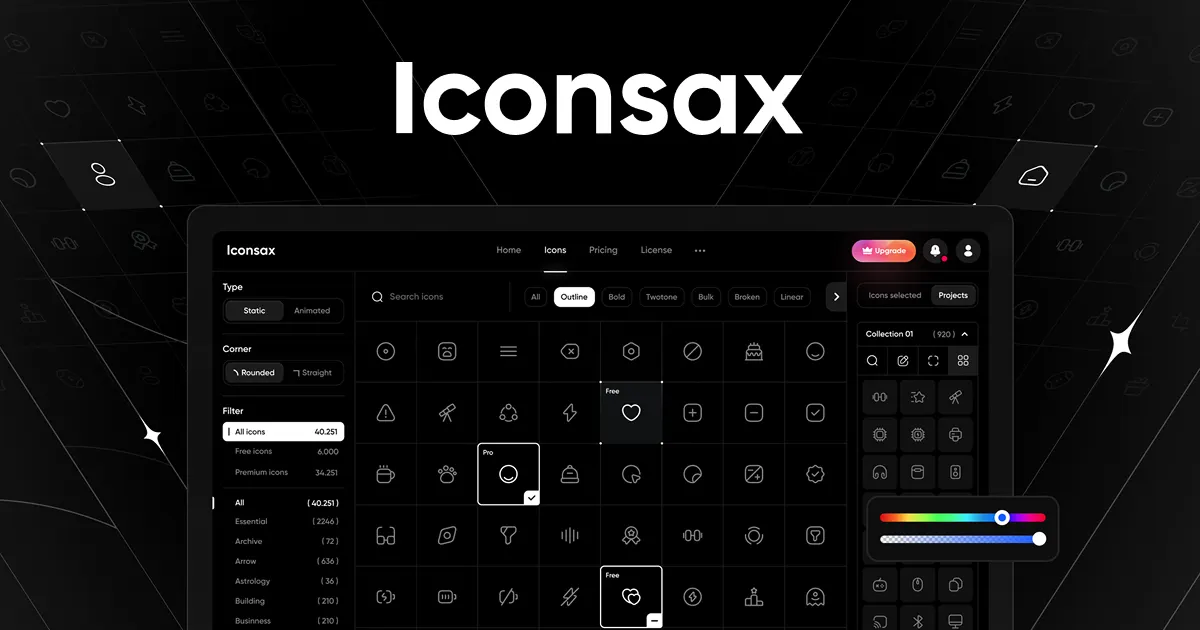 Iconsax
Iconsax
Home
Icons
Pricing
License
Upgrade
Type
Static
Animated
Corner
Rounded
Straight
Filter
All icons 40.251
Free icons 6.000
Premium icons 34.251
All (40.251)
Essential (2246)
Archive (72)
Arrow (636)
Astrology (36)
Building (210)
Businness (210)
Search icons
All
Outline
Bold
Twotone
Bulk
Broken
Linear
Free
Pro
Free
Icons selected
Projects
Collection 01 (920)